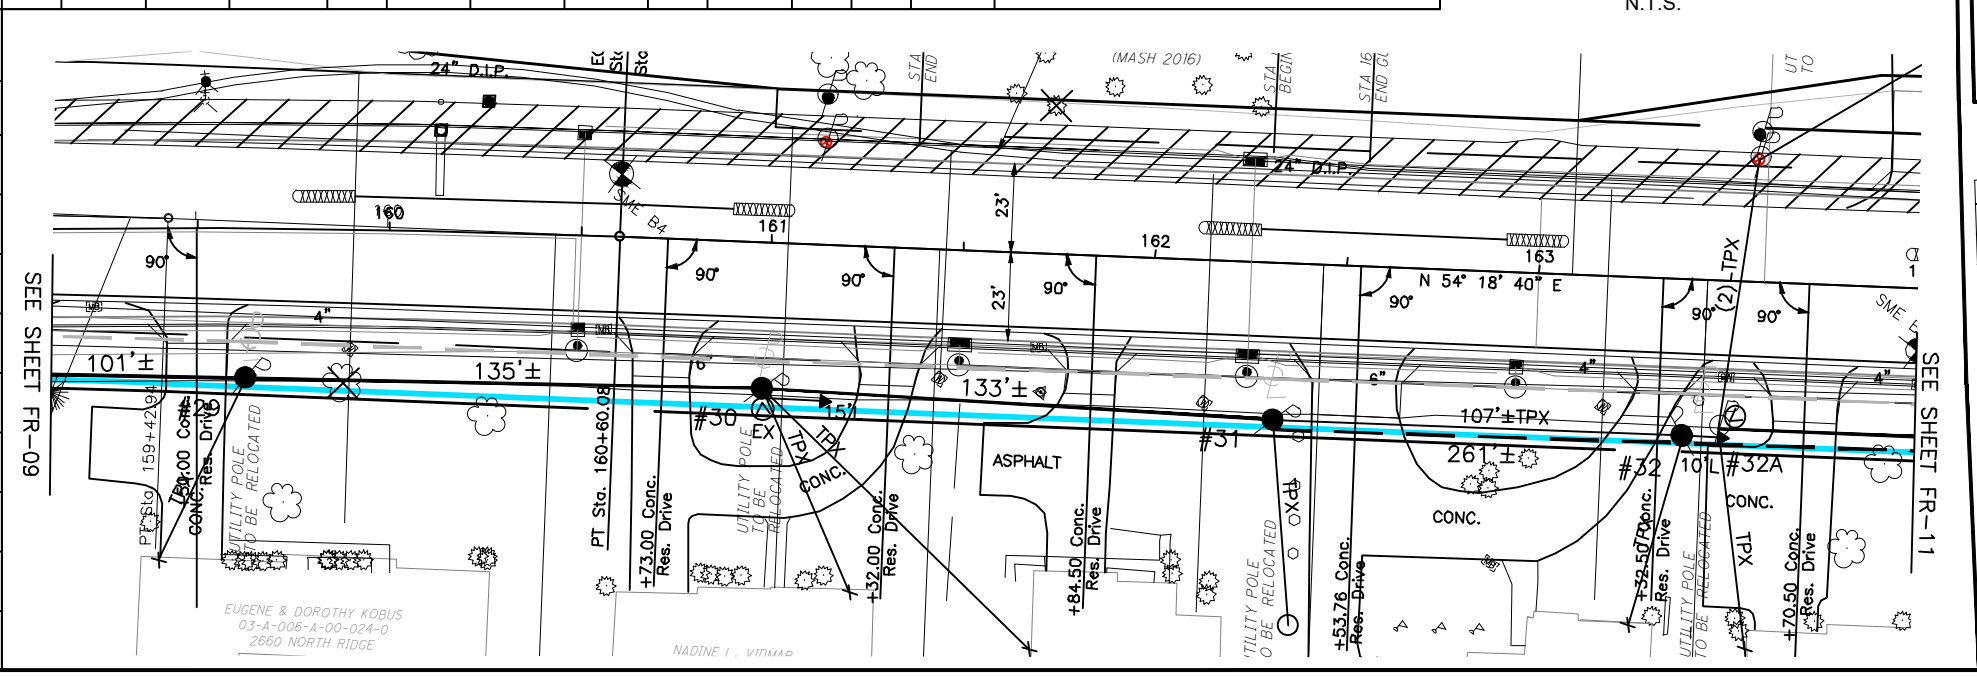 N.T.S.
24" D.I.P.
STA
END
(MASH 2016)
STA
BEGIN
STA 16
END GU
UT
TO
24" D.I.P.
SME B4
160
161
162
163
23'
23'
90°
90°
90°
90°
90°
90°
90°
N 54° 18' 40" E
(2)-TPX
SME B
SEE SHEET FR-09
SEE SHEET FR-11
4"
6"
6"
4"
4"
101'±
135'±
133'±
107'±TPX
261'±
#30
EX
15'
#31
#32
10'L
#32A
PT Sta. 159+42.94
Res. Drive
CONC.
UTILITY POLE
TO BE RELOCATED
PT Sta. 160+60.08
+73.00 Conc.
Res. Drive
UTILITY POLE
TO BE
RELOCATED
TPX
TPX
CONC.
+32.00 Conc.
Res. Drive
ASPHALT
+84.50 Conc.
Res. Drive
TPX
UTILITY POLE
TO BE RELOCATED
+53.76 Conc.
Res. Drive
CONC.
+32.50 Conc.
Res. Drive
UTILITY POLE
TO BE RELOCATED
CONC.
TPX
+70.50 Conc.
Res. Drive
EUGENE & DOROTHY KOBUS
03-A-006-A-00-024-0
2660 NORTH RIDGE
NADINE L. VIDMAR